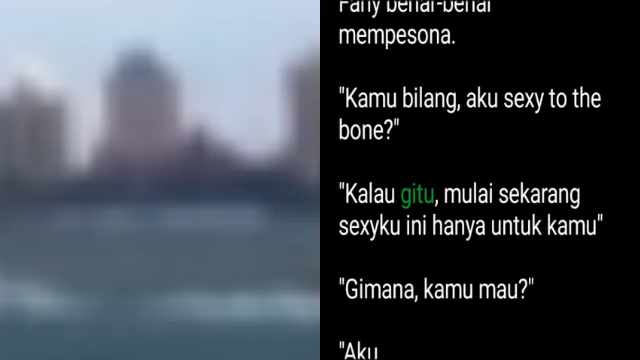 Fany benar-benar
mempesona.
"Kamu bilang, aku sexy to the
bone?"
"Kalau gitu, mulai sekarang
sexyku ini hanya untuk kamu"
"Gimana, kamu mau?"
"Aku